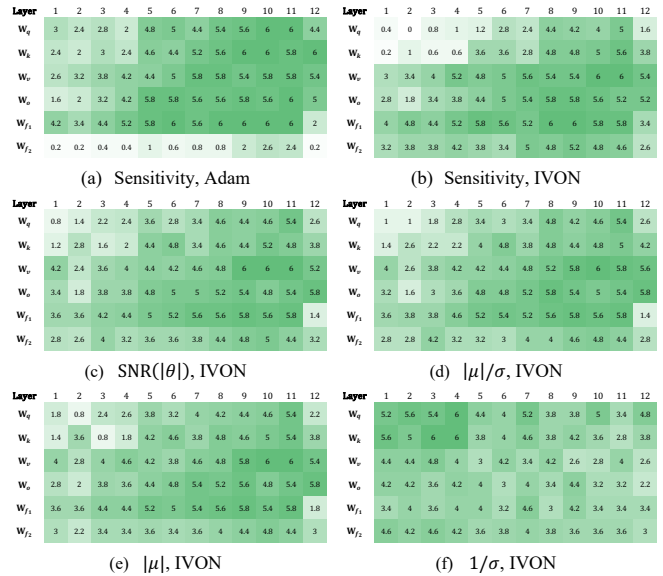 Layer 1 2 3 4 5 6 7 8 9 10 11 12
W_q 3 2.4 2.8 2 4.8 5 4.4 5.4 5.6 6 6 4.4
W_k 2.4 2 3 2.4 4.6 4.4 5.2 5.6 6 6 5.8 6
W_v 2.6 3.2 3.8 4.2 4.4 5 5.8 5.8 5.4 5.8 5.8 5.4
W_o 1.6 2 3.2 4.2 5.8 5.8 5.6 5.8 5.6 5.8 6 5
W_f1 4.2 3.4 4.4 5.2 5.8 6 5.6 6 6 6 6 2
W_f2 0.2 0.2 0.4 0.4 1 0.6 0.8 0.8 2 2.6 2.4 0.2
(a) Sensitivity, Adam
Layer 1 2 3 4 5 6 7 8 9 10 11 12
W_q 0.4 0 0.8 1 1.2 2.8 2.4 4.4 4.2 4 5 1.6
W_k 0.2 1 0.6 0.6 3.6 3.6 2.8 4.8 4.8 5 5.6 3.8
W_v 3 3.4 4 5.2 4.8 5 5.6 5.4 5.4 6 6 5.4
W_o 2.8 1.8 3.4 3.8 4.4 5 5.4 5.6 5.8 5.8 5.2 5.2
W_f1 4 4.8 4.4 5.2 5.8 5.6 5.2 6 6 5.8 5.8 3.4
W_f2 3.2 3.8 3.8 4.2 3.8 3.4 5 4.8 5.2 4.8 4.6 2.6
(b) Sensitivity, IVON
Layer 1 2 3 4 5 6 7 8 9 10 11 12
W_q 0.8 1.4 2.2 2.4 3.6 2.8 3.4 4.6 4.4 4.6 5.4 2.6
W_k 1.2 2.8 1.6 2 4.4 4.8 3.4 4.6 4.4 5.2 4.8 3.8
W_v 4.2 2.4 3.6 4 4.4 4.2 4.6 4.8 6 6 6 5.2
W_o 3.4 1.8 3.8 3.8 4.8 5 5 5.2 5.4 4.8 5.4 5.8
W_f1 3.6 3.8 4.2 4.4 5 5.2 5.6 5.8 5.6 5.8 5.8 1.4
W_f2 2.8 2.6 4 3.2 3.6 3.6 3.8 4.4 4.8 5 4.4 3.2
(c) SNR(|θ|), IVON
Layer 1 2 3 4 5 6 7 8 9 10 11 12
W_q 1 1 1.8 2.8 3.4 3 3.4 4.8 4.2 4.6 5.4 2.6
W_k 1.4 2.6 2.2 2.2 4 4.8 3.8 4.8 4.4 4.8 5 4.2
W_v 4 2.6 3.8 4.2 4.2 4.4 4.8 5.2 5.8 6 5.8 5.6
W_o 3.2 1.6 3 3.6 4.8 4.8 5.2 5.8 5.4 5 5.4 5.8
W_f1 3.6 3.8 3.8 4.6 5.2 5.2 5.4 5.6 5.8 5.8 5.8 1.4
W_f2 2.8 2.8 4.2 3.2 3.2 3 4 4 4.6 4.8 4.4 2.8
(d) |μ|/σ, IVON
Layer 1 2 3 4 5 6 7 8 9 10 11 12
W_q 1.8 0.8 2.4 2.6 3.8 3.2 4 4.2 4.4 4.6 5.4 2.2
W_k 1.4 3.6 0.8 1.8 4.2 4.6 3.8 4.8 4.6 5 5.4 3.8
W_v 4 2.8 4 4.6 4.2 3.8 4.6 4.8 5.8 6 6 5.4
W_o 2.8 2 3.8 3.6 4.4 4.8 5.4 5.2 5.6 4.8 5.4 5.8
W_f1 3.6 3.6 4.4 4.4 5.2 5 5.4 5.8 5.6 5.4 5.8 1.8
W_f2 3 2.2 3.4 3.4 3.6 3.4 3.6 4 4.4 4.8 4.4 3
(e) |μ|, IVON
Layer 1 2 3 4 5 6 7 8 9 10 11 12
W_q 5.2 5.6 5.4 6 4.4 4 5.2 3.8 3.8 5 3.4 4.8
W_k 5.6 5 6 6 3.8 4 4.6 3.8 4.2 3.6 2.8 3.8
W_v 4.4 4.4 4.8 4 3 4.2 3.4 4.2 2.6 2.8 4 2.6
W_o 4.2 4.2 3.6 4.2 4 3 4 3.4 4.4 3.2 3.2 2.2
W_f1 3.4 4 3.6 4 3.2 4.6 3 4.2 3.4 3.4 3.4 4
W_f2 4.6 4.2 4.6 4.2 3.6 4 3.4 3.8 3.6 3.6 3.6 3
(f) 1/σ, IVON